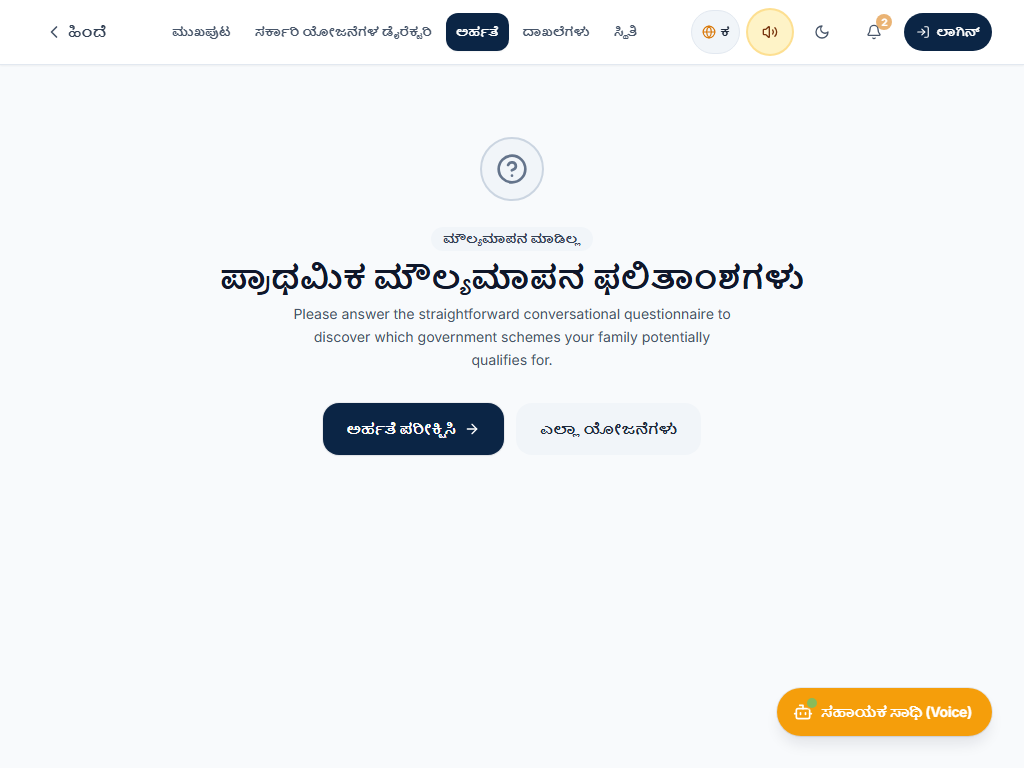 ಹಿಂದೆ
ಮುಖಪುಟ
ಸರ್ಕಾರಿ ಯೋಜನೆಗಳ ಡೈರೆಕ್ಟರಿ
ಅರ್ಹತೆ
ದಾಖಲೆಗಳು
ಸ್ಥಿತಿ
ಕ
2
ಲಾಗಿನ್
ಮೌಲ್ಯಮಾಪನ ಮಾಡಿಲ್ಲ
ಪ್ರಾಥಮಿಕ ಮೌಲ್ಯಮಾಪನ ಫಲಿತಾಂಶಗಳು
Please answer the straightforward conversational questionnaire to
discover which government schemes your family potentially
qualifies for.
ಅರ್ಹತೆ ಪರೀಕ್ಷಿಸಿ
ಎಲ್ಲಾ ಯೋಜನೆಗಳು
ಸಹಾಯಕ ಸಾಧಿ (Voice)